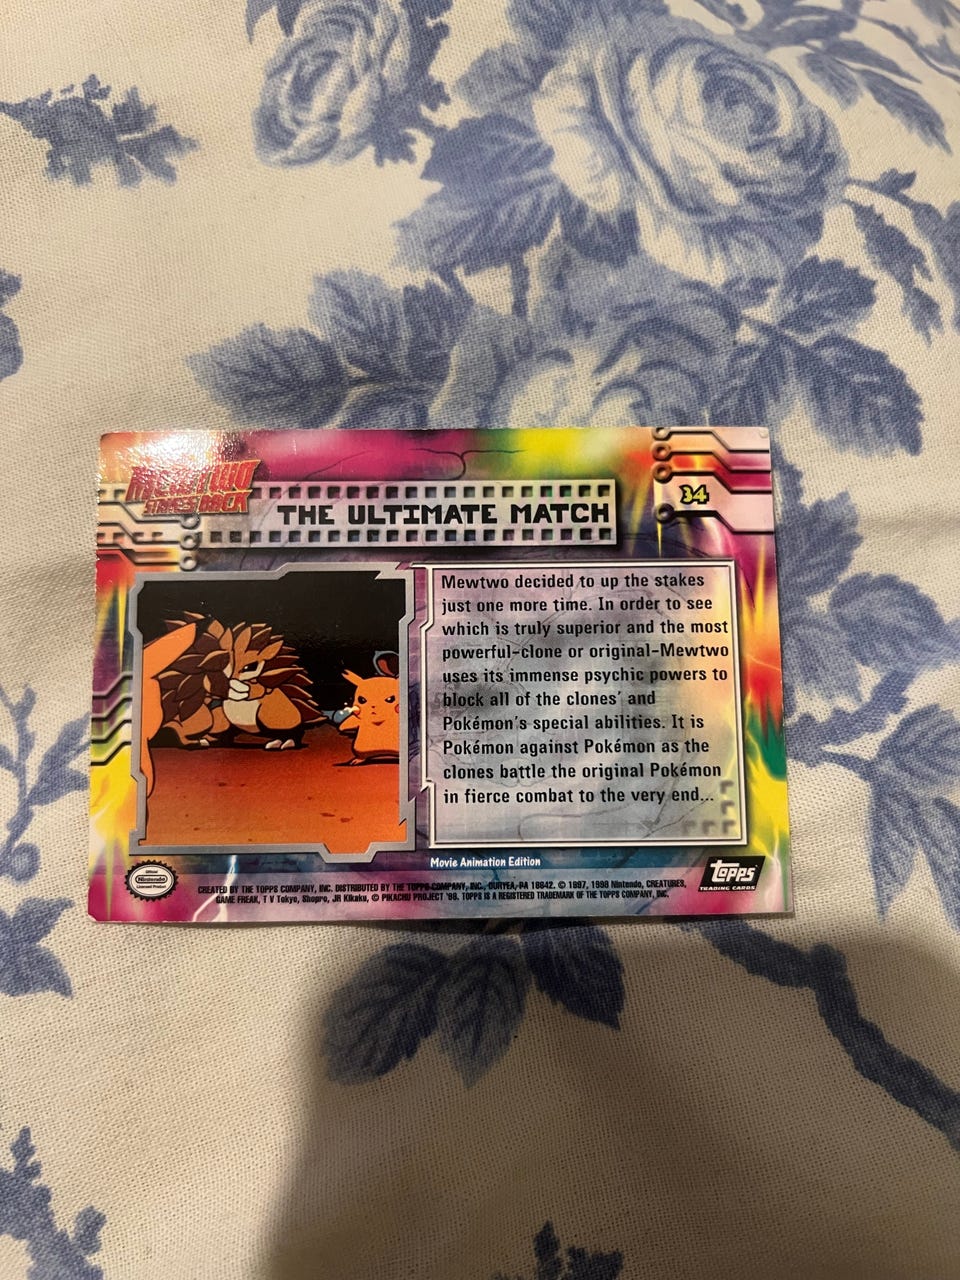 MEWTWO
STRIKES BACK
THE ULTIMATE MATCH
34
Mewtwo decided to up the stakes
just one more time. In order to see
which is truly superior and the most
powerful-clone or original-Mewtwo
uses its immense psychic powers to
block all of the clones' and
Pokémon's special abilities. It is
Pokémon against Pokémon as the
clones battle the original Pokémon
in fierce combat to the very end...
Movie Animation Edition
Official
Nintendo
Licensed Product
CREATED BY THE TOPPS COMPANY, INC. DISTRIBUTED BY THE TOPPS COMPANY, INC., DURYEA, PA 18642. © 1997, 1998 Nintendo, CREATURES,
GAME FREAK, T V Tokyo, Shopro, JR Kikaku, © PIKACHU PROJECT '98. TOPPS IS A REGISTERED TRADEMARK OF THE TOPPS COMPANY, INC.
topps
TRADING CARDS